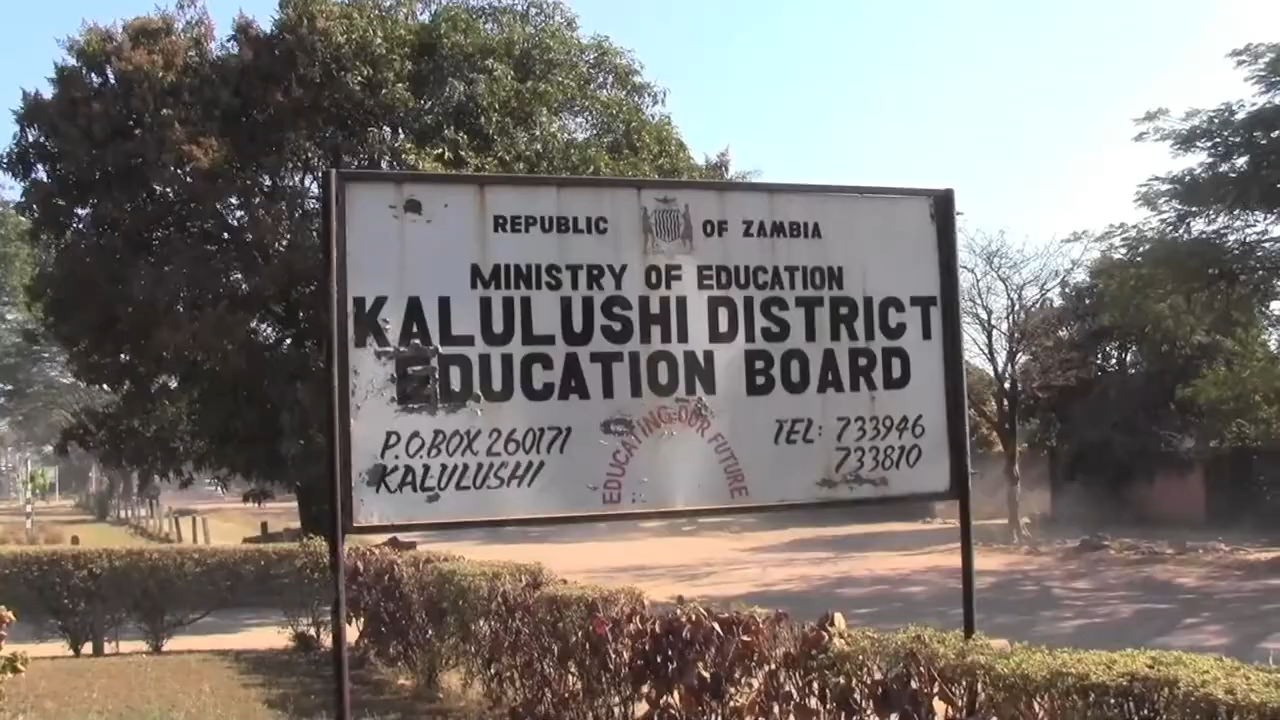 REPUBLIC OF ZAMBIA
MINISTRY OF EDUCATION
KALULUSHI DISTRICT
EDUCATION BOARD
P.O.BOX 260171
KALULUSHI
EDUCATING OUR FUTURE
TEL: 733946
733810